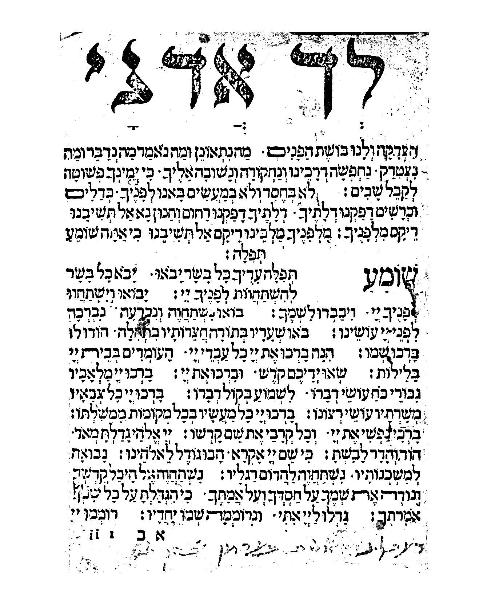 לך אדני
הצדקה ולנו בושת הפנים. מה נתאונן ומה נאמר מה נדבר ומה
נצטדק. נחפשה דרכינו ונחקורה ונשובה אליך. כי ימינך פשוטה
לקבל שבים: לא בחסד ולא במעשים באנו לפניך. כדלים
וכרשים דפקנו דלתיך. דלתיך דפקנו רחום וחנון נא אל תשיבנו
ריקם מלפניך: מלפניך מלכינו ריקם אל תשיבנו כי אתה שומע
תפלה:
שומע תפלה עדיך כל בשר יבאו. יבא כל בשר
להשתחוות לפניך יי: יבואו וישתחוו
לפניך יי. ויכבדו לשמך: בואו נשתחוה ונכרעה. נברכה
לפני יי עושינו: באו שעריו בתודה חצרותיו בתהלה. הודו לו
ברכו שמו: הנה ברכו את יי כל עבדי יי. העומדים בבית יי
בלילות: שאו ידיכם קדש. וברכו את יי: ברכו יי מלאכיו
גבורי כח עושי דברו. לשמוע בקול דברו: ברכו יי כל צבאיו
משרתיו עושי רצונו: ברכו יי כל מעשיו בכל מקומות ממשלתו:
ברכי נפשי את יי. וכל קרבי את שם קדשו: יי אלהי גדלת מאד.
הוד והדר לבשת: כי שם יי אקרא. הבו גודל לאלהינו: נבואה
למשכנותיו. נשתחוה להדום רגליו: נשתחוה אל היכל קדשך
ונודה את שמך על חסדך ועל אמתך. כי הגדלת על כל שמך
אמרתך: גדלו ליי אתי. ונרוממה שמו יחדיו: רוממו יי